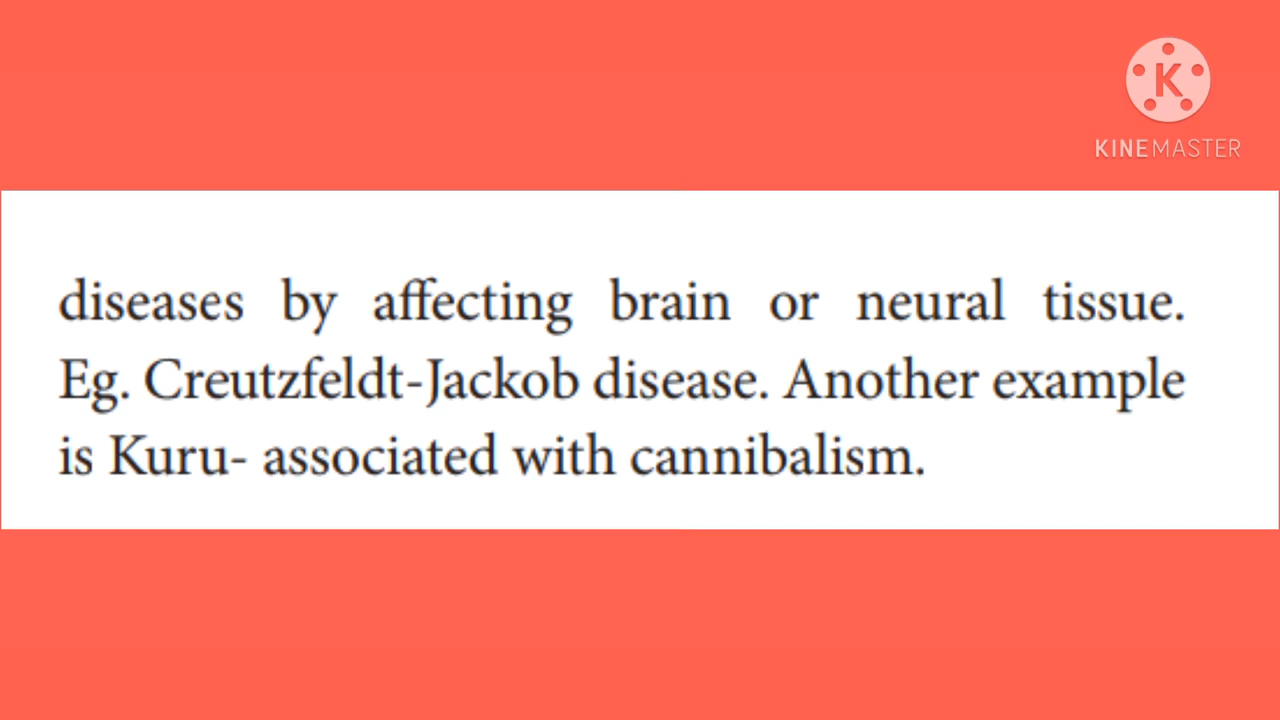 K
KINEMASTER
diseases by affecting brain or neural tissue.
Eg. Creutzfeldt-Jackob disease. Another example
is Kuru- associated with cannibalism.